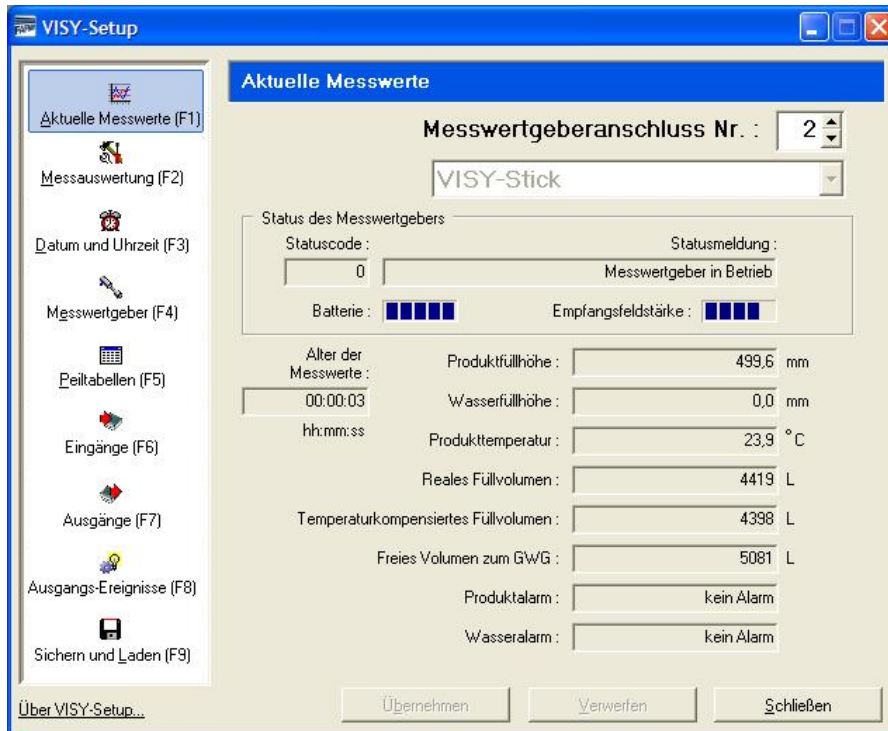 VISY-Setup
Aktuelle Messwerte (F1)
Messauswertung (F2)
Datum und Uhrzeit (F3)
Messwertgeber (F4)
Peiltabellen (F5)
Eingänge (F6)
Ausgänge (F7)
Ausgangs-Ereignisse (F8)
Sichern und Laden (F9)
Über VISY-Setup...
Aktuelle Messwerte
Messwertgeberanschluss Nr. : 2
VISY-Stick
Status des Messwertgebers
Statuscode : Statusmeldung :
0 Messwertgeber in Betrieb
Batterie : Empfangsfeldstärke :
Alter der
Messwerte :
00:00:03
hh:mm:ss
Produktfüllhöhe : 499,6 mm
Wasserfüllhöhe : 0,0 mm
Produkttemperatur : 23,9 °C
Reales Füllvolumen : 4419 L
Temperaturkompensiertes Füllvolumen : 4398 L
Freies Volumen zum GWG : 5081 L
Produktalarm : kein Alarm
Wasseralarm : kein Alarm
Übernehmen Verwerfen Schließen